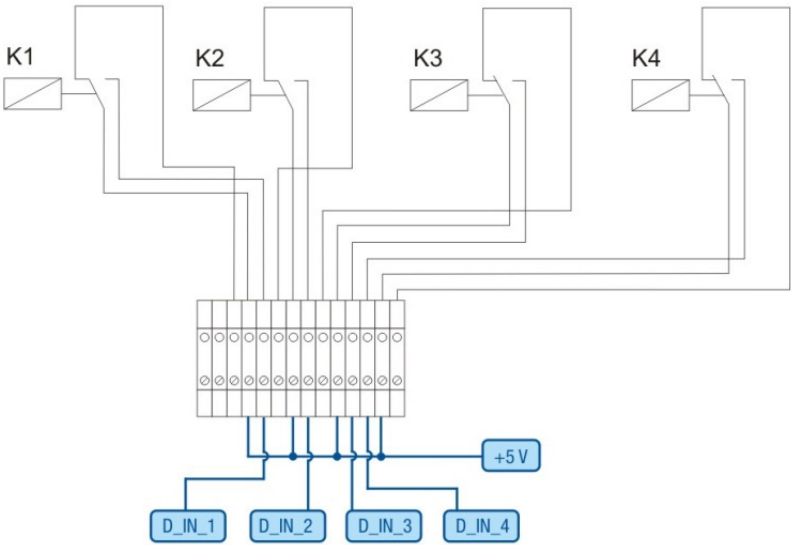 K1
K2
K3
K4
+5 V
D_IN_1
D_IN_2
D_IN_3
D_IN_4